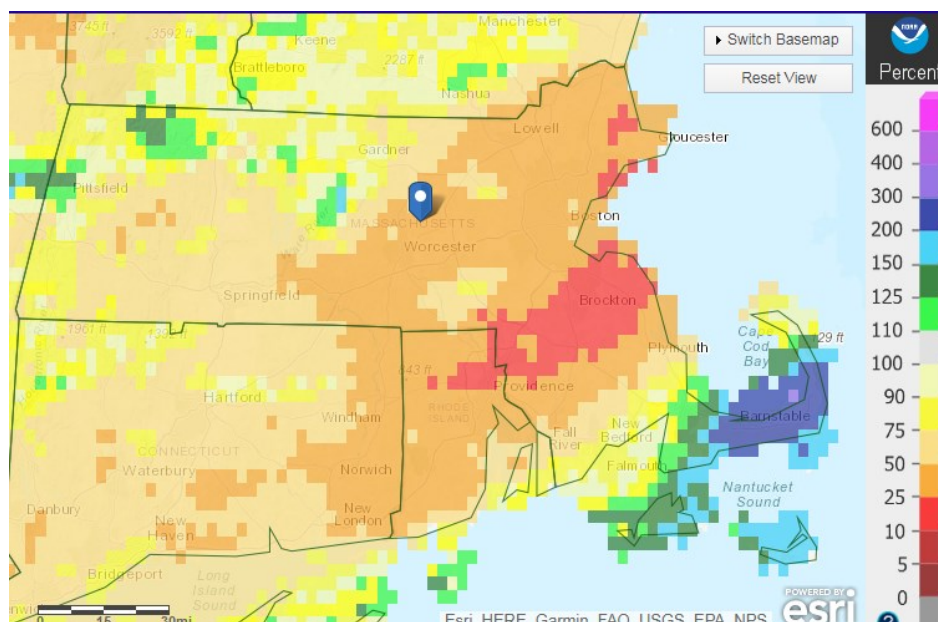 3745 ft
3592 ft
Keene
Manchester
Switch Basemap
Brattleboro
2287 ft
Reset View
NOAA
Percent
Nashua
600
Lowell
Gloucester
Gardner
400
Pittsfield
300
MASSACHUSETTS
Boston
200
Worcester
Ware River
150
Springfield
Brockton
125
1961 ft
1392 ft
Cape
Cod
Bay
129 ft
Plymouth
110
843 ft
100
Providence
Hartford
90
RHODE
ISLAND
Windham
Barnstable
New
Bedford
Fall
River
75
CONNECTICUT
Falmouth
50
Waterbury
Norwich
Nantucket
Sound
25
Danbury
New
Haven
New
London
10
5
Bridgeport
Long
Island
Sound
0
POWERED BY
esri
0 15 30mi
Esri, HERE, Garmin, FAO, USGS, EPA, NPS
?